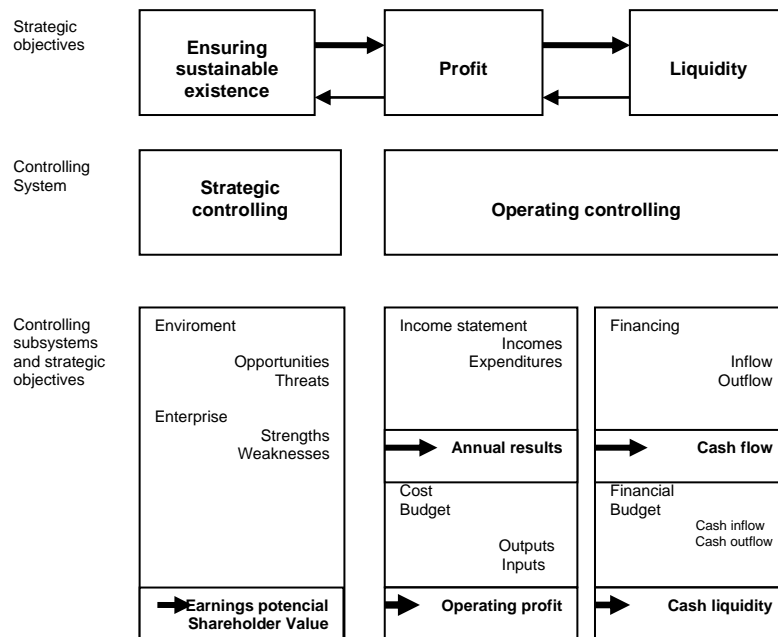 Strategic
objectives
Ensuring
sustainable
existence
Profit
Liquidity
Controlling
System
Strategic
controlling
Operating controlling
Controlling
subsystems
and strategic
objectives
Enviroment
Opportunities
Threats
Enterprise
Strengths
Weaknesses
Earnings potencial
Shareholder Value
Income statement
Incomes
Expenditures
Annual results
Cost
Budget
Outputs
Inputs
Operating profit
Financing
Inflow
Outflow
Cash flow
Financial
Budget
Cash inflow
Cash outflow
Cash liquidity